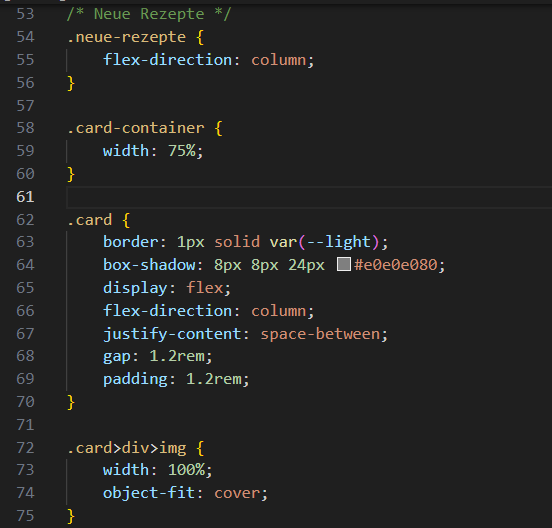 53 /* Neue Rezepte */
54 .neue-rezepte {
55 flex-direction: column;
56 }
57
58 .card-container {
59 width: 75%;
60 }
61
62 .card {
63 border: 1px solid var(--light);
64 box-shadow: 8px 8px 24px #e0e0e080;
65 display: flex;
66 flex-direction: column;
67 justify-content: space-between;
68 gap: 1.2rem;
69 padding: 1.2rem;
70 }
71
72 .card>div>img {
73 width: 100%;
74 object-fit: cover;
75 }